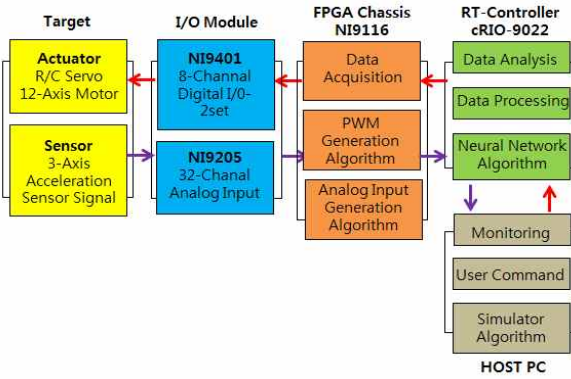 Target
Actuator
R/C Servo
12-Axis Motor
Sensor
3-Axis
Acceleration
Sensor Signal
I/O Module
NI9401
8-Channel
Digital I/0-
2set
NI9205
32-Chanal
Analog Input
FPGA Chassis
NI9116
Data
Acquisition
PWM
Generation
Algorithm
Analog Input
Generation
Algorithm
RT-Controller
cRIO-9022
Data Analysis
Data Processing
Neural Network
Algorithm
Monitoring
User Command
Simulator
Algorithm
HOST PC